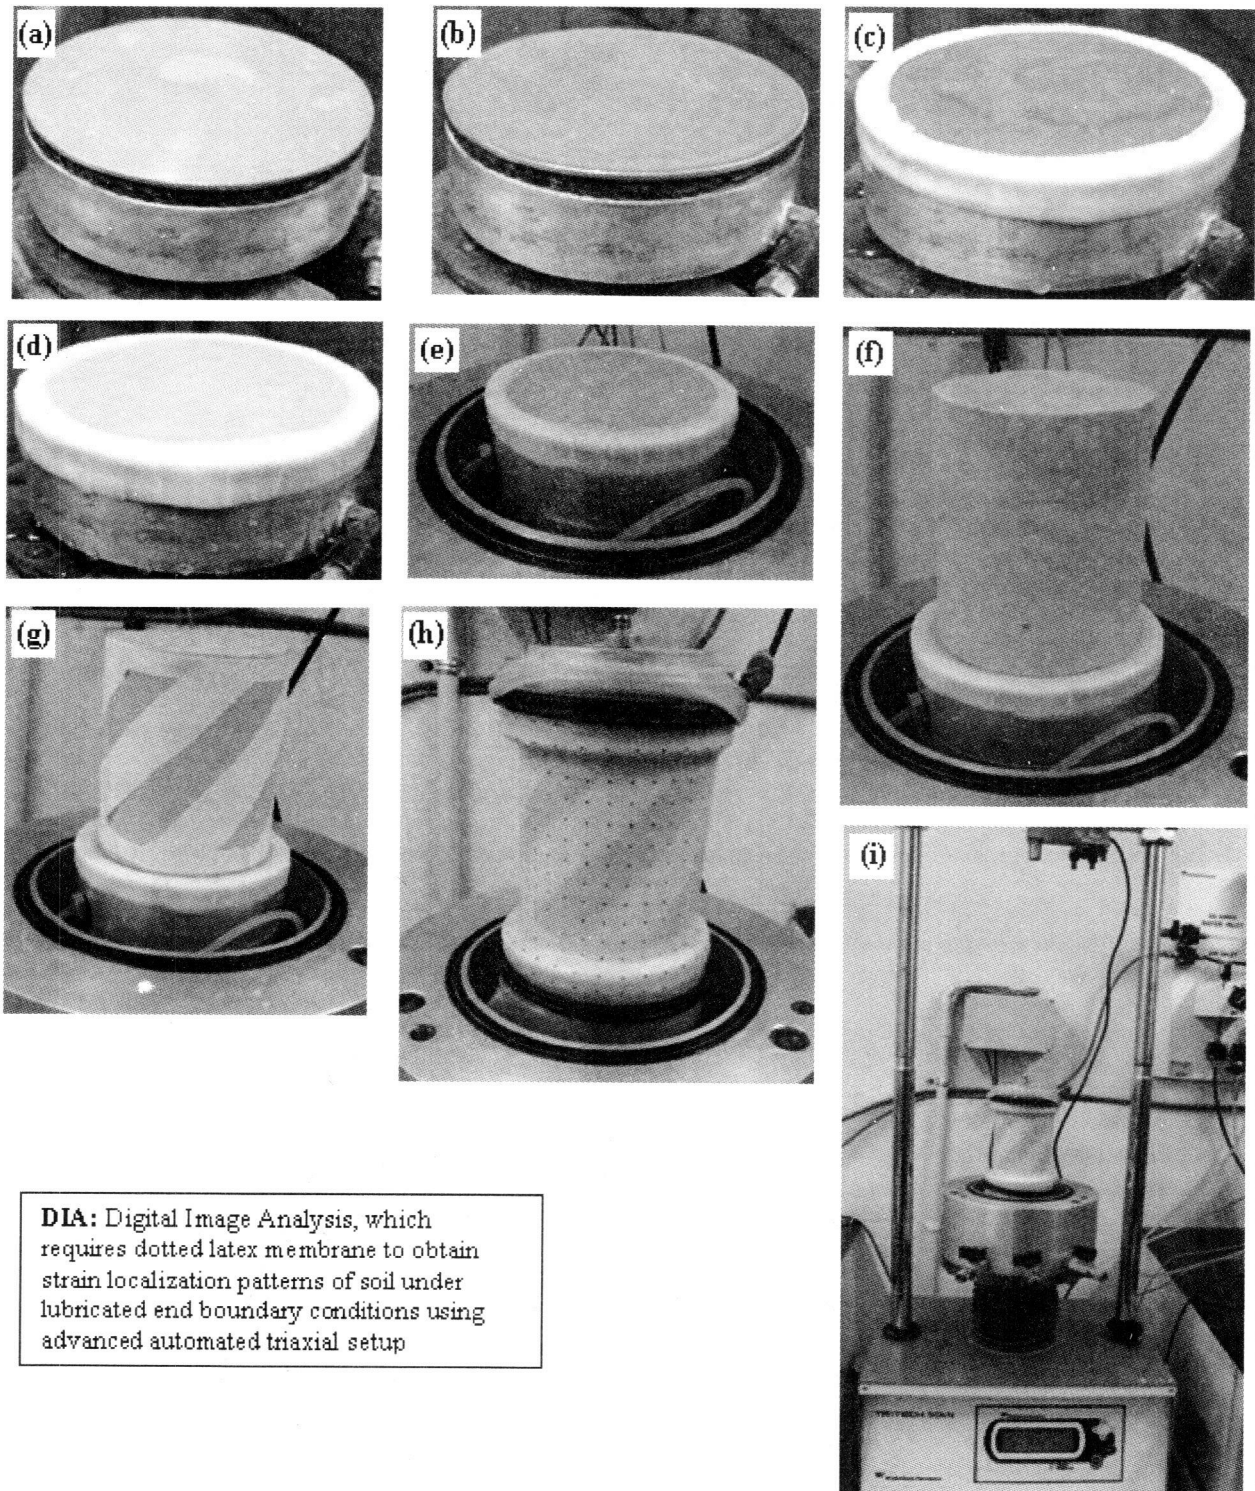 (a)
(b)
(c)
(d)
(e)
(f)
(g)
(h)
(i)
DIA: Digital Image Analysis, which
requires dotted latex membrane to obtain
strain localization patterns of soil under
lubricated end boundary conditions using
advanced automated triaxial setup
TRITECH 50kN